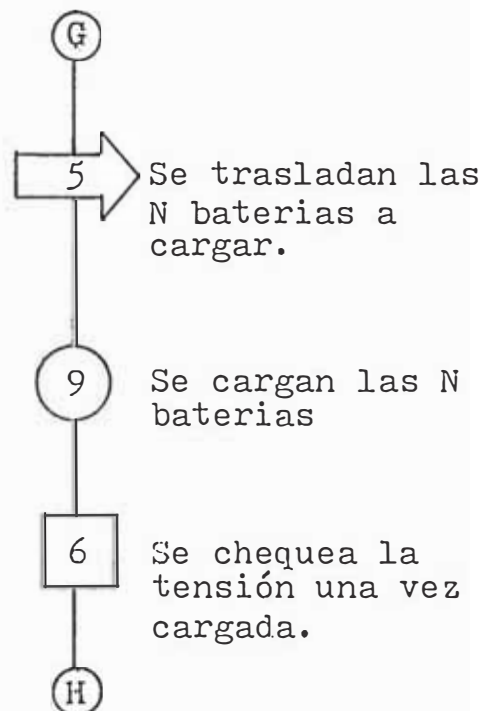 G
5 Se trasladan las
N baterias a
cargar.
9 Se cargan las N
baterias
6 Se chequea la
tensión una vez
cargada.
H